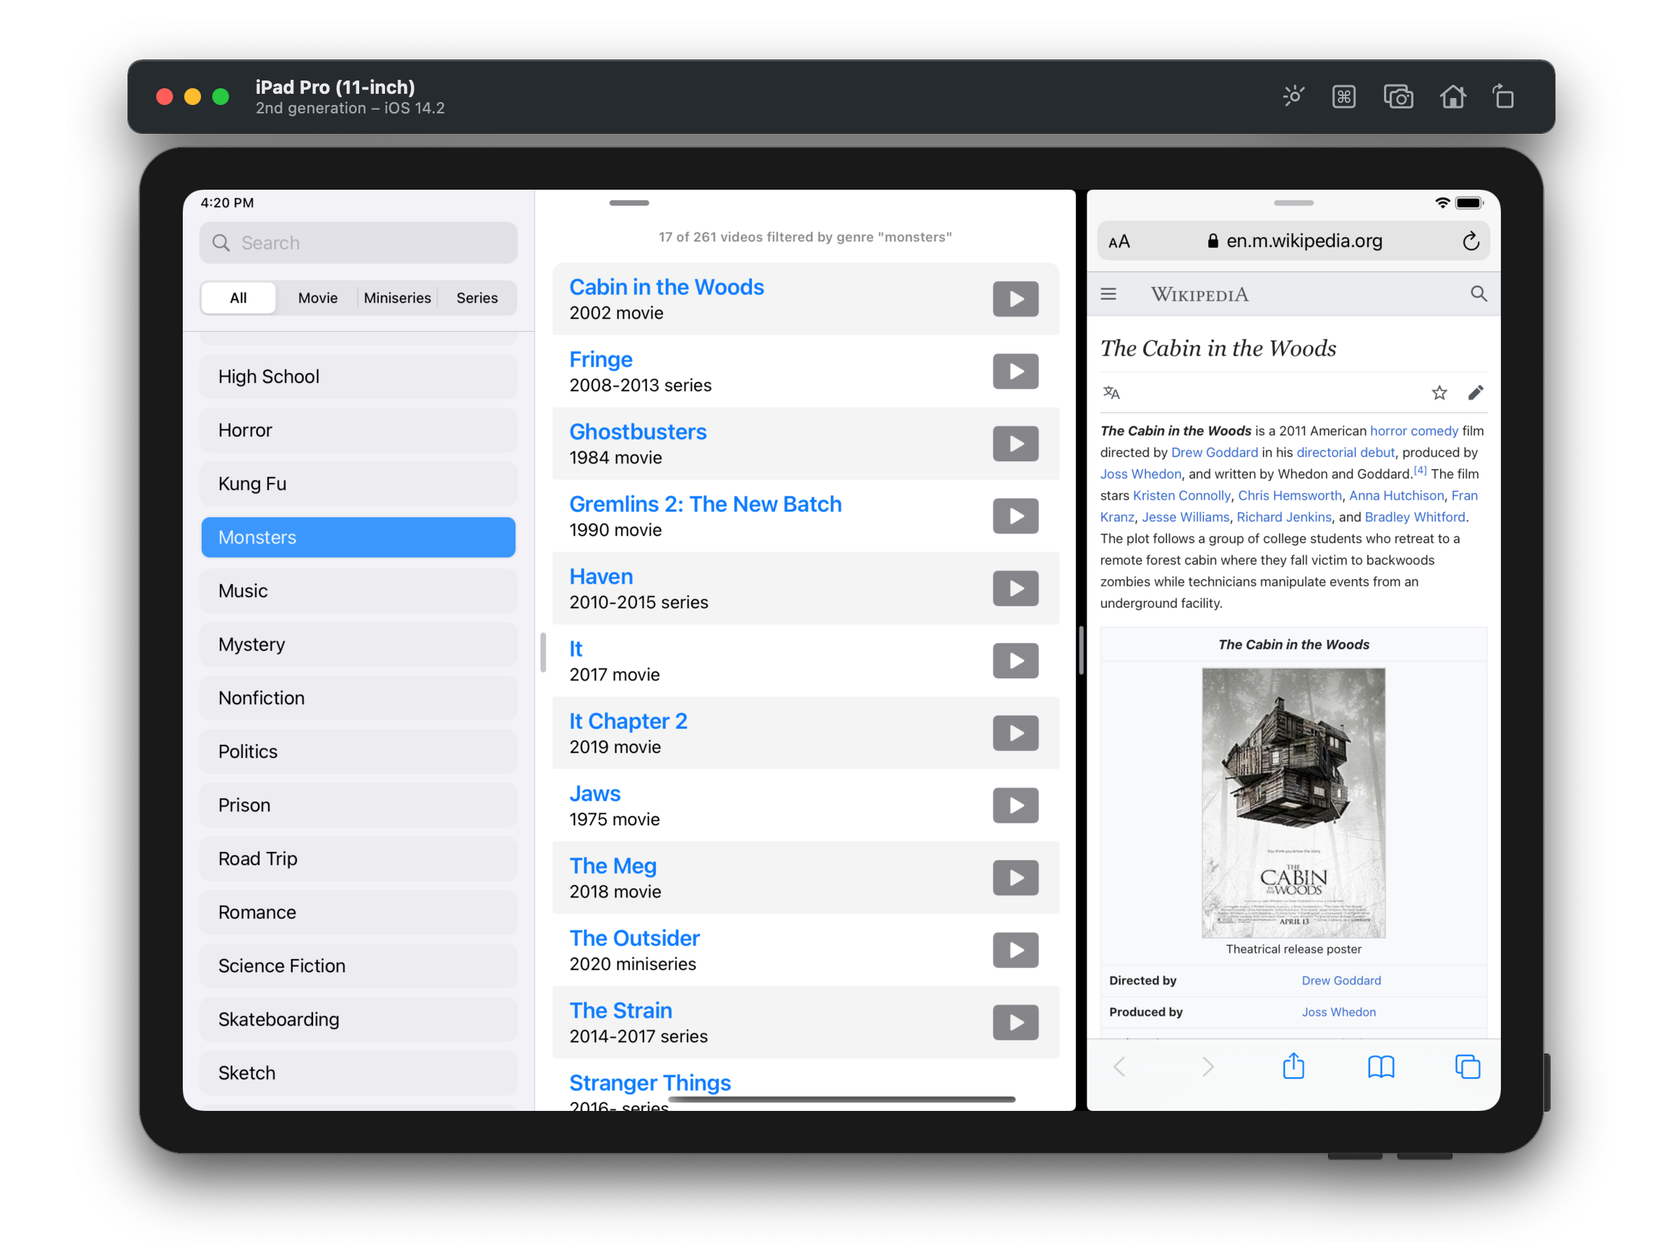 iPad Pro (11-inch)
2nd generation – iOS 14.2
4:20 PM
Search
All
Movie
Miniseries
Series
High School
Horror
Kung Fu
Monsters
Music
Mystery
Nonfiction
Politics
Prison
Road Trip
Romance
Science Fiction
Skateboarding
Sketch
17 of 261 videos filtered by genre "monsters"
Cabin in the Woods
2002 movie
Fringe
2008-2013 series
Ghostbusters
1984 movie
Gremlins 2: The New Batch
1990 movie
Haven
2010-2015 series
It
2017 movie
It Chapter 2
2019 movie
Jaws
1975 movie
The Meg
2018 movie
The Outsider
2020 miniseries
The Strain
2014-2017 series
Stranger Things
2016- series
AA
en.m.wikipedia.org
WIKIPEDIA
The Cabin in the Woods
The Cabin in the Woods is a 2011 American horror comedy film
directed by Drew Goddard in his directorial debut, produced by
Joss Whedon, and written by Whedon and Goddard.[4] The film
stars Kristen Connolly, Chris Hemsworth, Anna Hutchison, Fran
Kranz, Jesse Williams, Richard Jenkins, and Bradley Whitford.
The plot follows a group of college students who retreat to a
remote forest cabin where they fall victim to backwoods
zombies while technicians manipulate events from an
underground facility.
The Cabin in the Woods
You think you know the story.
THE
CABIN
IN THE WOODS
APRIL 13
Theatrical release poster
Directed by
Drew Goddard
Produced by
Joss Whedon